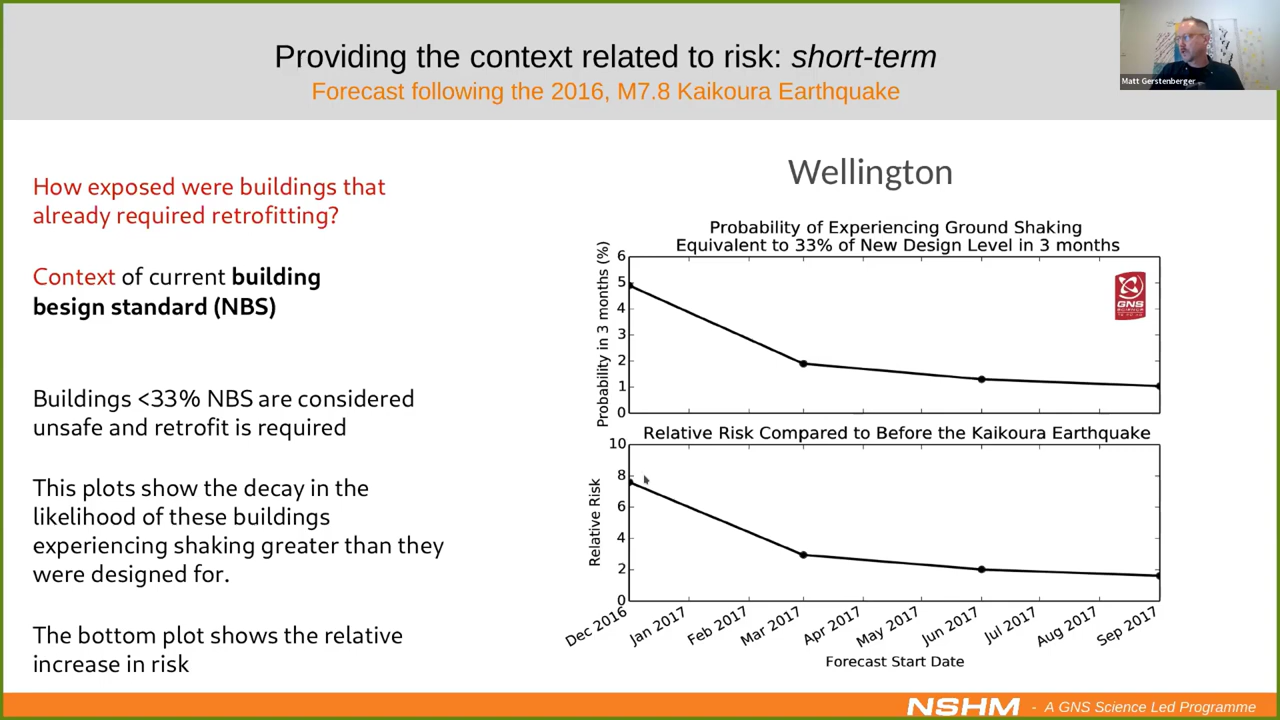 Providing the context related to risk: short-term
Forecast following the 2016, M7.8 Kaikoura Earthquake
Matt Gerstenberger
How exposed were buildings that
already required retrofitting?
Context of current building
besign standard (NBS)
Buildings <33% NBS are considered
unsafe and retrofit is required
This plots show the decay in the
likelihood of these buildings
experiencing shaking greater than they
were designed for.
The bottom plot shows the relative
increase in risk
Wellington
Probability of Experiencing Ground Shaking
Equivalent to 33% of New Design Level in 3 months
Probability in 3 months (%)
6
5
4
3
2
1
0
GNS
SCIENCE
Relative Risk Compared to Before the Kaikoura Earthquake
Relative Risk
10
8
6
4
2
0
Dec 2016
Jan 2017
Feb 2017
Mar 2017
Apr 2017
May 2017
Jun 2017
Jul 2017
Aug 2017
Sep 2017
Forecast Start Date
NSHM - A GNS Science Led Programme